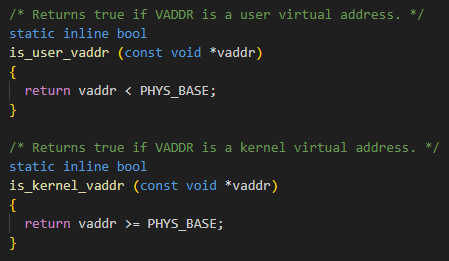 /* Returns true if VADDR is a user virtual address. */
static inline bool
is_user_vaddr (const void *vaddr)
{
  return vaddr < PHYS_BASE;
}

/* Returns true if VADDR is a kernel virtual address. */
static inline bool
is_kernel_vaddr (const void *vaddr)
{
  return vaddr >= PHYS_BASE;
}